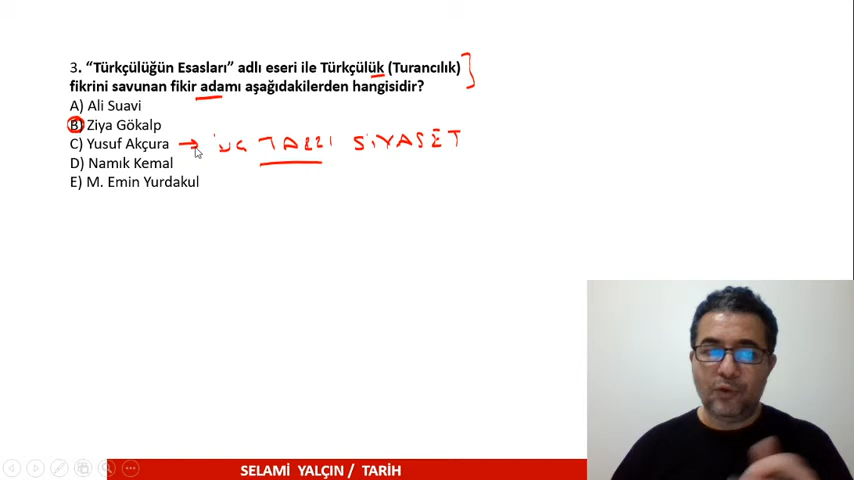 3. “Türkçülüğün Esasları” adlı eseri ile Türkçülük (Turancılık)
fikrini savunan fikir adamı aşağıdakilerden hangisidir?
A) Ali Suavi
B) Ziya Gökalp
C) Yusuf Akçura → ÜÇ TARZI SİYASET
D) Namık Kemal
E) M. Emin Yurdakul
SELAMİ YALÇIN / TARİH